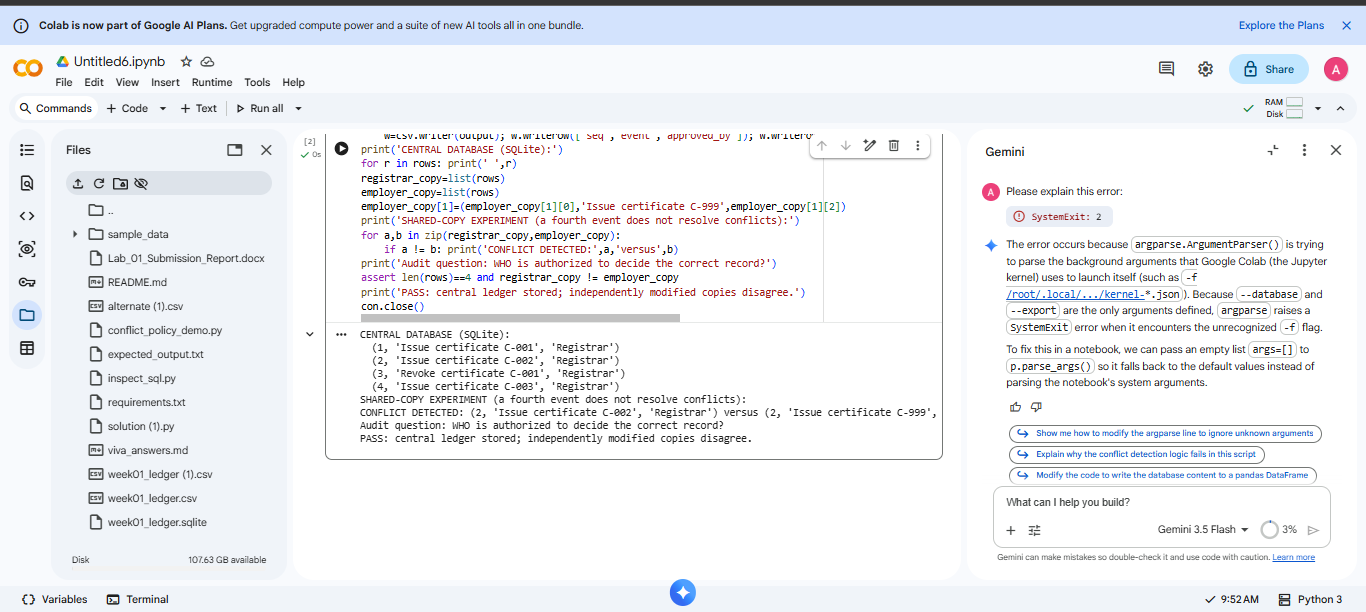 Colab is now part of Google AI Plans. Get upgraded compute power and a suite of new AI tools all in one bundle.
Explore the Plans
Untitled6.ipynb
File Edit View Insert Runtime Tools Help
Share
A
Commands
+ Code
+ Text
Run all
RAM
Disk
Files
..
sample_data
Lab_01_Submission_Report.docx
README.md
alternate (1).csv
conflict_policy_demo.py
expected_output.txt
inspect_sql.py
requirements.txt
solution (1).py
viva_answers.md
week01_ledger (1).csv
week01_ledger.csv
week01_ledger.sqlite
Disk
107.63 GB available
[2]
0s
w=csv.writer(output); w.writerow(['seq','event','approved_by']); w.writero
print('CENTRAL DATABASE (SQLite):')
for r in rows: print(' ',r)
registrar_copy=list(rows)
employer_copy=list(rows)
employer_copy[1]=(employer_copy[1][0],'Issue certificate C-999',employer_copy[1][2])
print('SHARED-COPY EXPERIMENT (a fourth event does not resolve conflicts):')
for a,b in zip(registrar_copy,employer_copy):
if a != b: print('CONFLICT DETECTED:',a,'versus',b)
print('Audit question: WHO is authorized to decide the correct record?')
assert len(rows)==4 and registrar_copy != employer_copy
print('PASS: central ledger stored; independently modified copies disagree.')
con.close()
CENTRAL DATABASE (SQLite):
(1, 'Issue certificate C-001', 'Registrar')
(2, 'Issue certificate C-002', 'Registrar')
(3, 'Revoke certificate C-001', 'Registrar')
(4, 'Issue certificate C-003', 'Registrar')
SHARED-COPY EXPERIMENT (a fourth event does not resolve conflicts):
CONFLICT DETECTED: (2, 'Issue certificate C-002', 'Registrar') versus (2, 'Issue certificate C-999',
Audit question: WHO is authorized to decide the correct record?
PASS: central ledger stored; independently modified copies disagree.
Gemini
A
Please explain this error:
SystemExit: 2
The error occurs because argparse.ArgumentParser() is trying
to parse the background arguments that Google Colab (the Jupyter
kernel) uses to launch itself (such as -f
/root/.local/.../kernel-*.json). Because --database and
--export are the only arguments defined, argparse raises a
SystemExit error when it encounters the unrecognized -f flag.
To fix this in a notebook, we can pass an empty list args=[] to
p.parse_args() so it falls back to the default values instead of
parsing the notebook's system arguments.
Show me how to modify the argparse line to ignore unknown arguments
Explain why the conflict detection logic fails in this script
Modify the code to write the database content to a pandas DataFrame
What can I help you build?
Gemini 3.5 Flash
3%
Gemini can make mistakes so double-check it and use code with caution. Learn more
Variables
Terminal
9:52 AM
Python 3